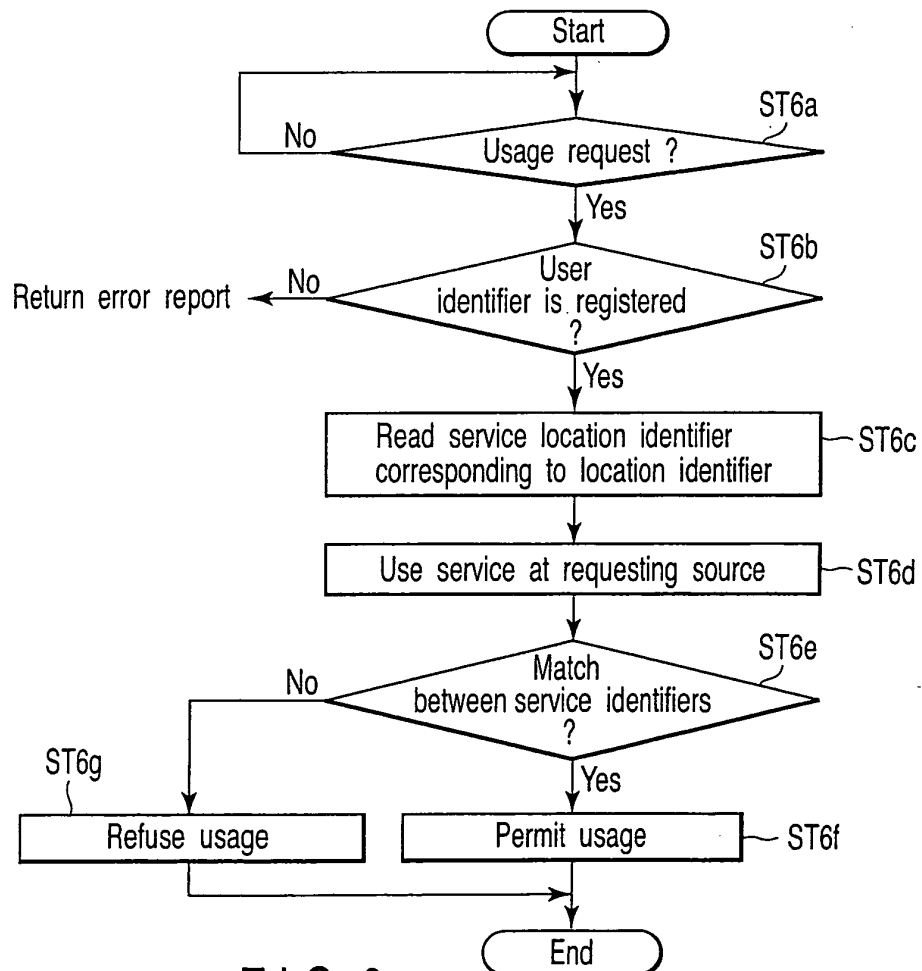 Start
ST6a
No
Usage request ?
Yes
ST6b
User
identifier is registered
?
No
Return error report
Yes
Read service location identifier
corresponding to location identifier
ST6c
Use service at requesting source
ST6d
ST6e
Match
between service identifiers
?
No
Yes
ST6g
Refuse usage
Permit usage
ST6f
End